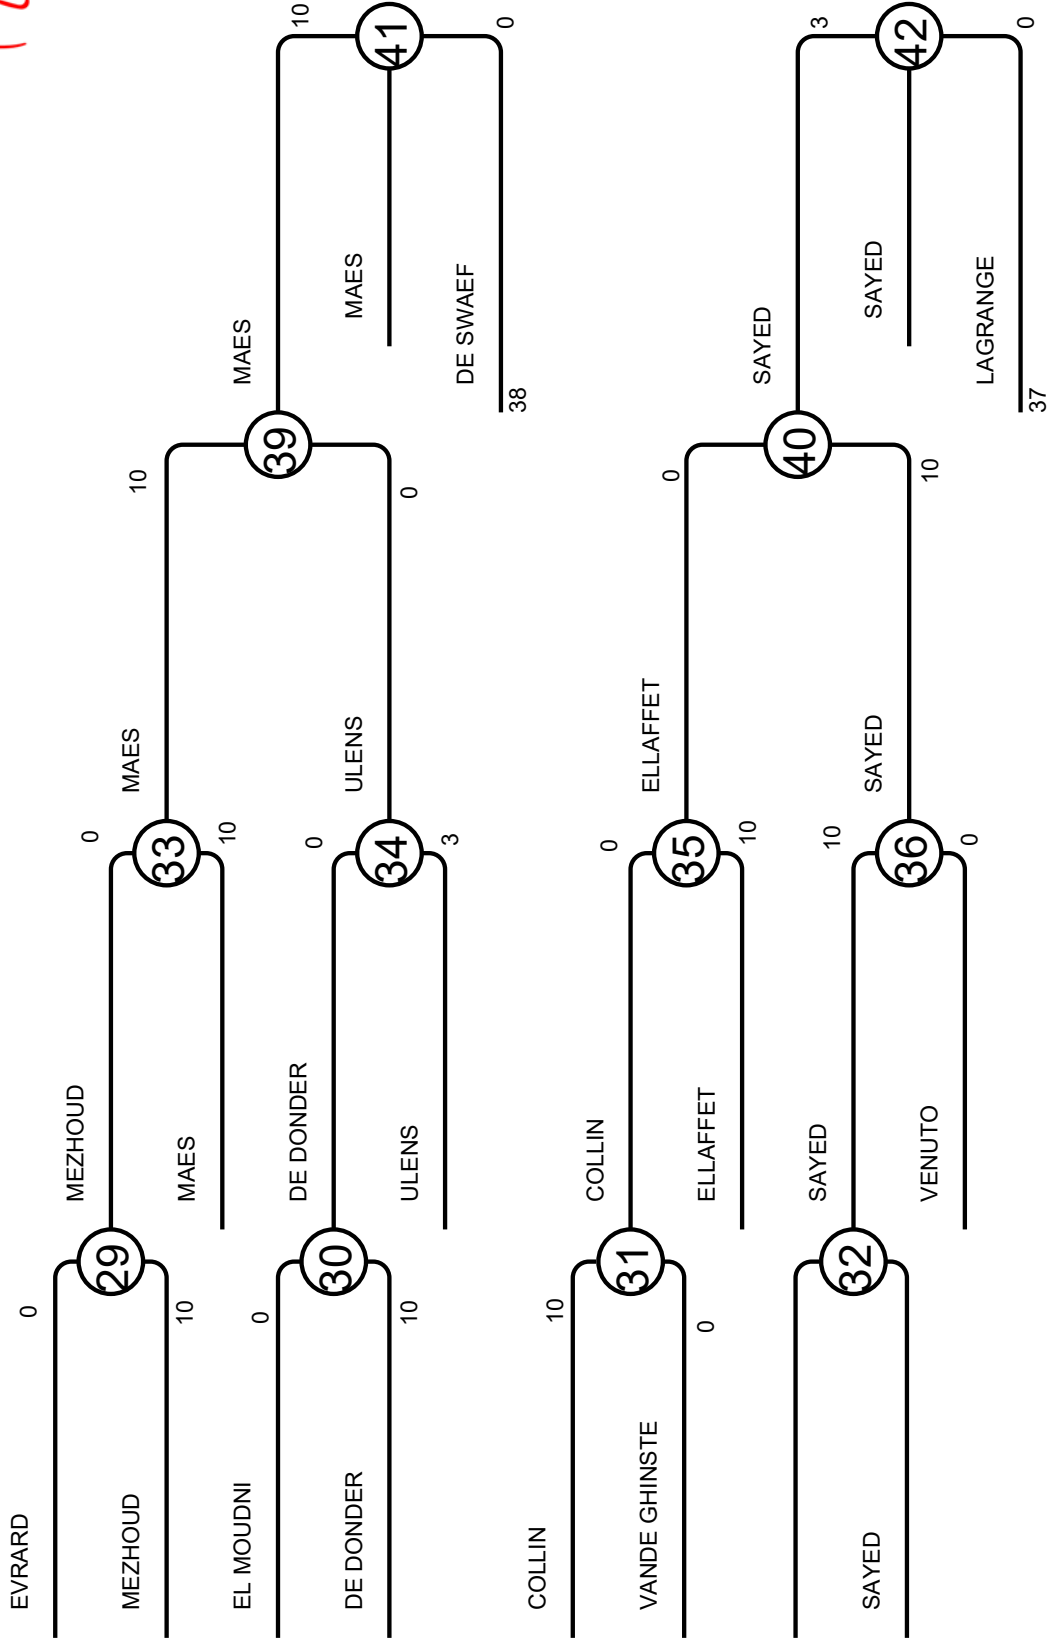 EVRARD
0
29
MEZHOUD
10
MEZHOUD
0
33
MAES
10
MAES
10
39
MAES
10
41
MAES
EL MOUDNI
0
30
DE DONDER
10
DE DONDER
0
34
ULENS
3
ULENS
0
DE SWAEF
38
0
COLLIN
10
31
VANDE GHINSTE
0
COLLIN
0
35
ELLAFFET
10
ELLAFFET
0
40
SAYED
3
42
SAYED
32
SAYED
SAYED
10
36
VENUTO
0
SAYED
10
LAGRANGE
37
0